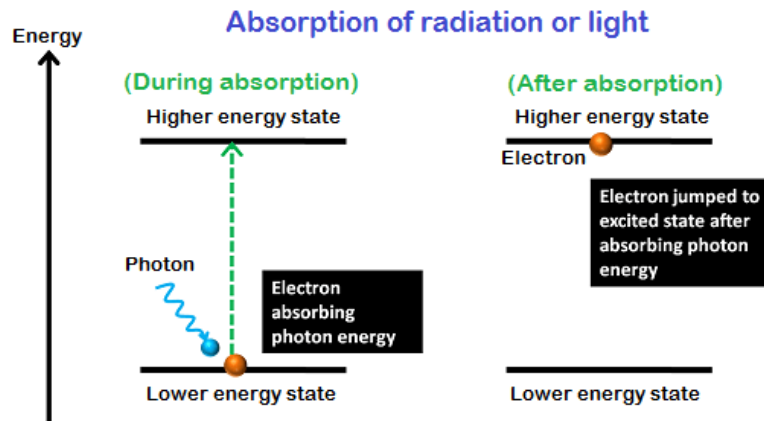 Absorption of radiation or light
Energy
(During absorption)
Higher energy state
Photon
Electron
absorbing
photon energy
Lower energy state
(After absorption)
Higher energy state
Electron
Electron jumped to
excited state after
absorbing photon
energy
Lower energy state